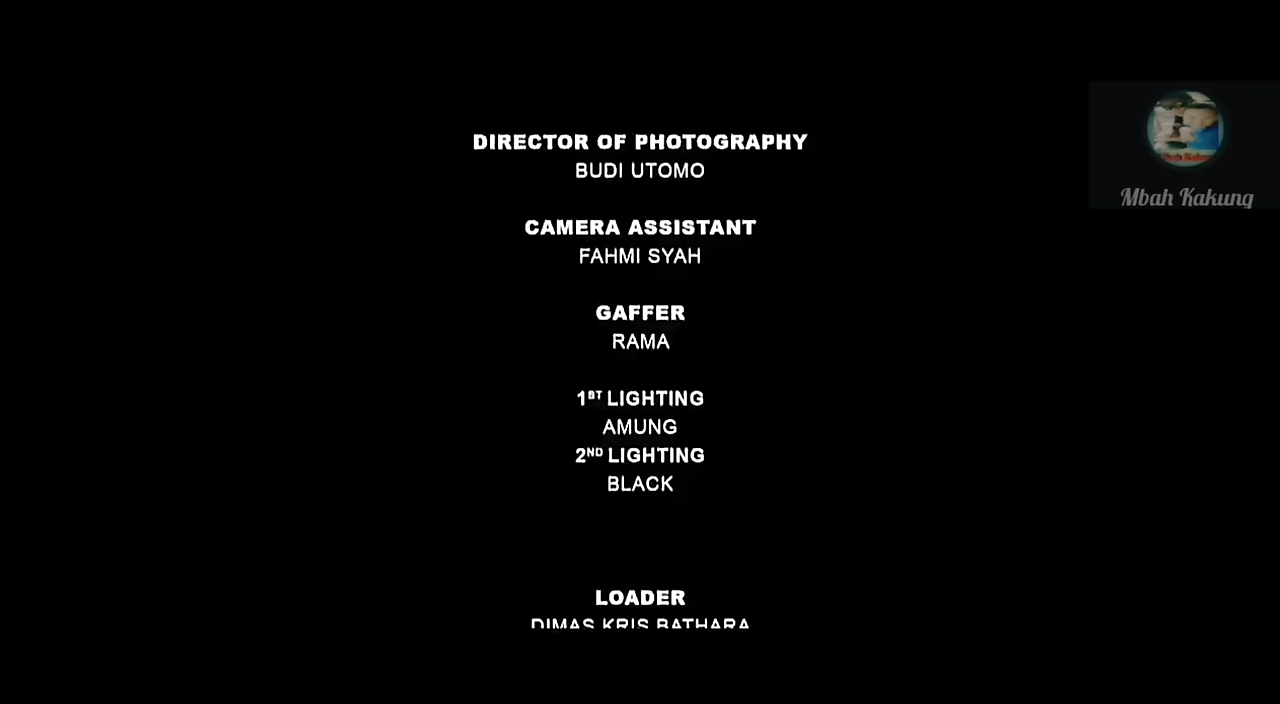 DIRECTOR OF PHOTOGRAPHY
BUDI UTOMO
CAMERA ASSISTANT
FAHMI SYAH
GAFFER
RAMA
1ST LIGHTING
AMUNG
2ND LIGHTING
BLACK
LOADER
DIMAS KRIS BATHARA
Mbah Kakung